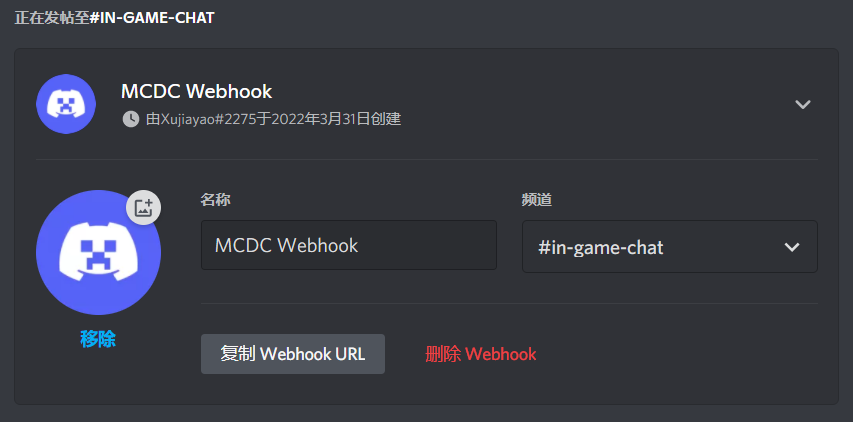 正在发帖至#IN-GAME-CHAT
MCDC Webhook
由Xujiayao#2275于2022年3月31日创建
名称
频道
MCDC Webhook
#in-game-chat
移除
复制 Webhook URL
删除 Webhook